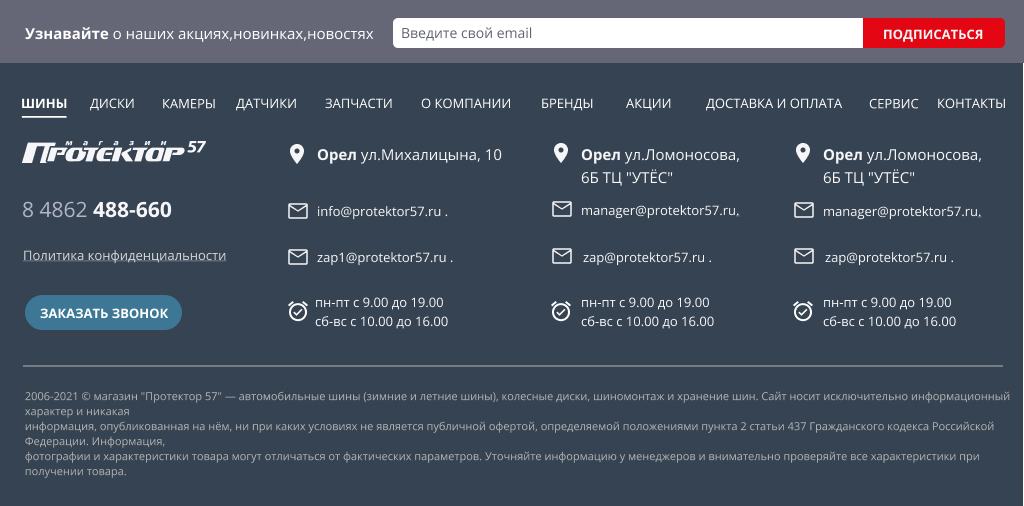 Узнавайте о наших акциях,новинках,новостях
Введите свой email
ПОДПИСАТЬСЯ
ШИНЫ ДИСКИ КАМЕРЫ ДАТЧИКИ ЗАПЧАСТИ О КОМПАНИИ БРЕНДЫ АКЦИИ ДОСТАВКА И ОПЛАТА СЕРВИС КОНТАКТЫ
магазин
Протектор 57
8 4862 488-660
Политика конфиденциальности
ЗАКАЗАТЬ ЗВОНОК
Орел ул.Михалицына, 10
info@protektor57.ru .
zap1@protektor57.ru .
пн-пт с 9.00 до 19.00
сб-вс с 10.00 до 16.00
Орел ул.Ломоносова,
6Б ТЦ "УТЁС"
manager@protektor57.ru.
zap@protektor57.ru .
пн-пт с 9.00 до 19.00
сб-вс с 10.00 до 16.00
Орел ул.Ломоносова,
6Б ТЦ "УТЁС"
manager@protektor57.ru.
zap@protektor57.ru .
пн-пт с 9.00 до 19.00
сб-вс с 10.00 до 16.00
2006-2021 © магазин "Протектор 57" — автомобильные шины (зимние и летние шины), колесные диски, шиномонтаж и хранение шин. Сайт носит исключительно информационный
характер и никакая
информация, опубликованная на нём, ни при каких условиях не является публичной офертой, определяемой положениями пункта 2 статьи 437 Гражданского кодекса Российской
Федерации. Информация,
фотографии и характеристики товара могут отличаться от фактических параметров. Уточняйте информацию у менеджеров и внимательно проверяйте все характеристики при
получении товара.